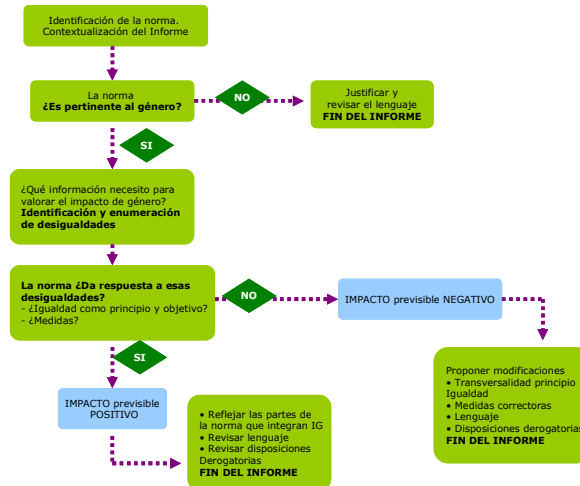 Identificación de la norma.
Contextualización del Informe
La norma
¿Es pertinente al género?
NO
Justificar y
revisar el lenguaje
FIN DEL INFORME
SI
¿Qué información necesito para
valorar el impacto de género?
Identificación y enumeración
de desigualdades
La norma ¿Da respuesta a esas
desigualdades?
- ¿Igualdad como principio y objetivo?
- ¿Medidas?
NO
IMPACTO previsible NEGATIVO
SI
IMPACTO previsible
POSITIVO
• Reflejar las partes de
la norma que integran IG
• Revisar lenguaje
• Revisar disposiciones
Derogatorias
FIN DEL INFORME
Proponer modificaciones
• Transversalidad principio
Igualdad
• Medidas correctoras
• Lenguaje
• Disposiciones derogatorias
FIN DEL INFORME